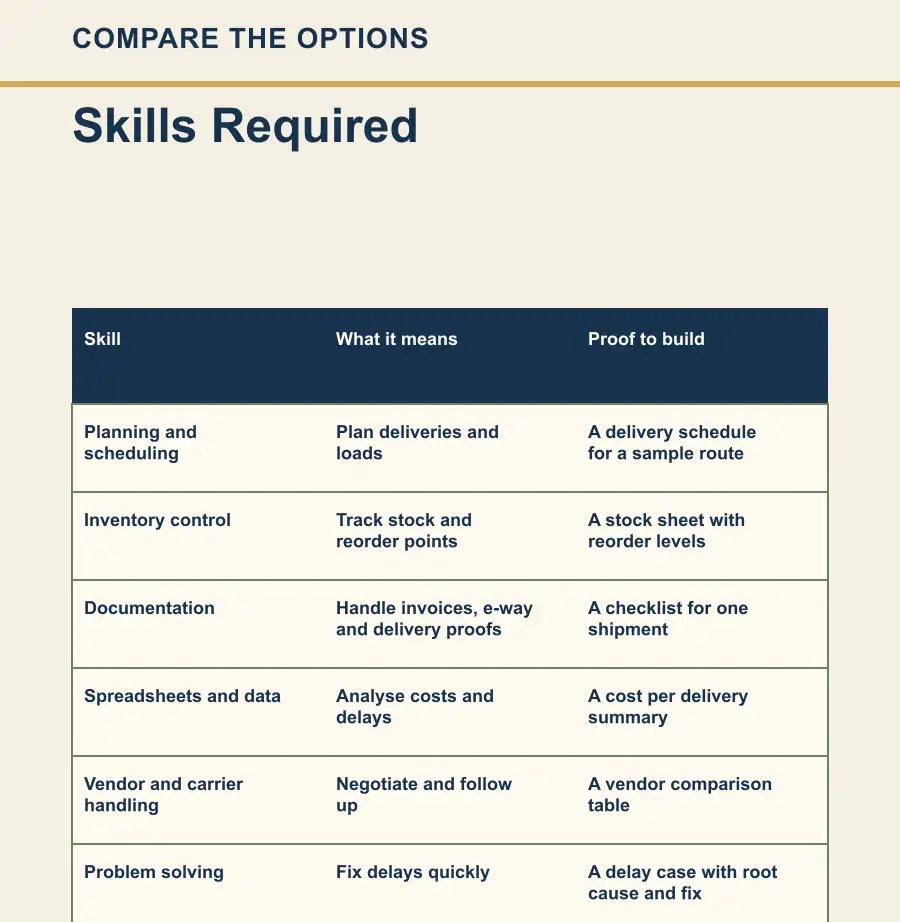 COMPARE THE OPTIONS
Skills Required
Skill
What it means
Proof to build
Planning and
scheduling
Plan deliveries and
loads
A delivery schedule
for a sample route
Inventory control
Track stock and
reorder points
A stock sheet with
reorder levels
Documentation
Handle invoices, e-way
and delivery proofs
A checklist for one
shipment
Spreadsheets and data
Analyse costs and
delays
A cost per delivery
summary
Vendor and carrier
handling
Negotiate and follow
up
A vendor comparison
table
Problem solving
Fix delays quickly
A delay case with root
cause and fix